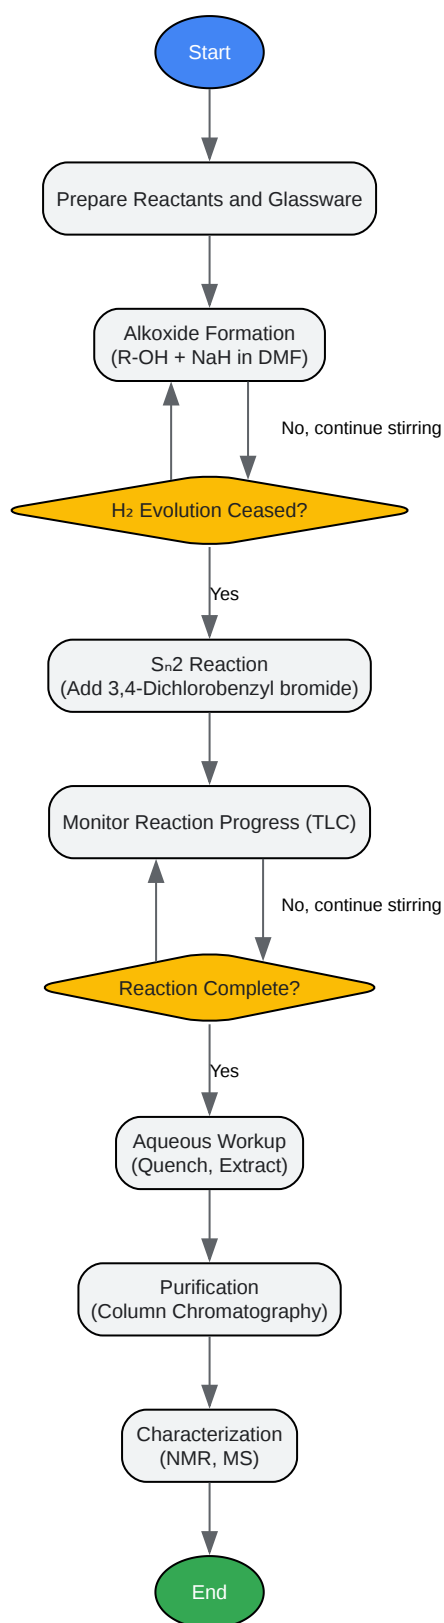 Start
Prepare Reactants and Glassware
Alkoxide Formation
(R-OH + NaH in DMF)
No, continue stirring
H₂ Evolution Ceased?
Yes
Sₙ2 Reaction
(Add 3,4-Dichlorobenzyl bromide)
Monitor Reaction Progress (TLC)
No, continue stirring
Reaction Complete?
Yes
Aqueous Workup
(Quench, Extract)
Purification
(Column Chromatography)
Characterization
(NMR, MS)
End